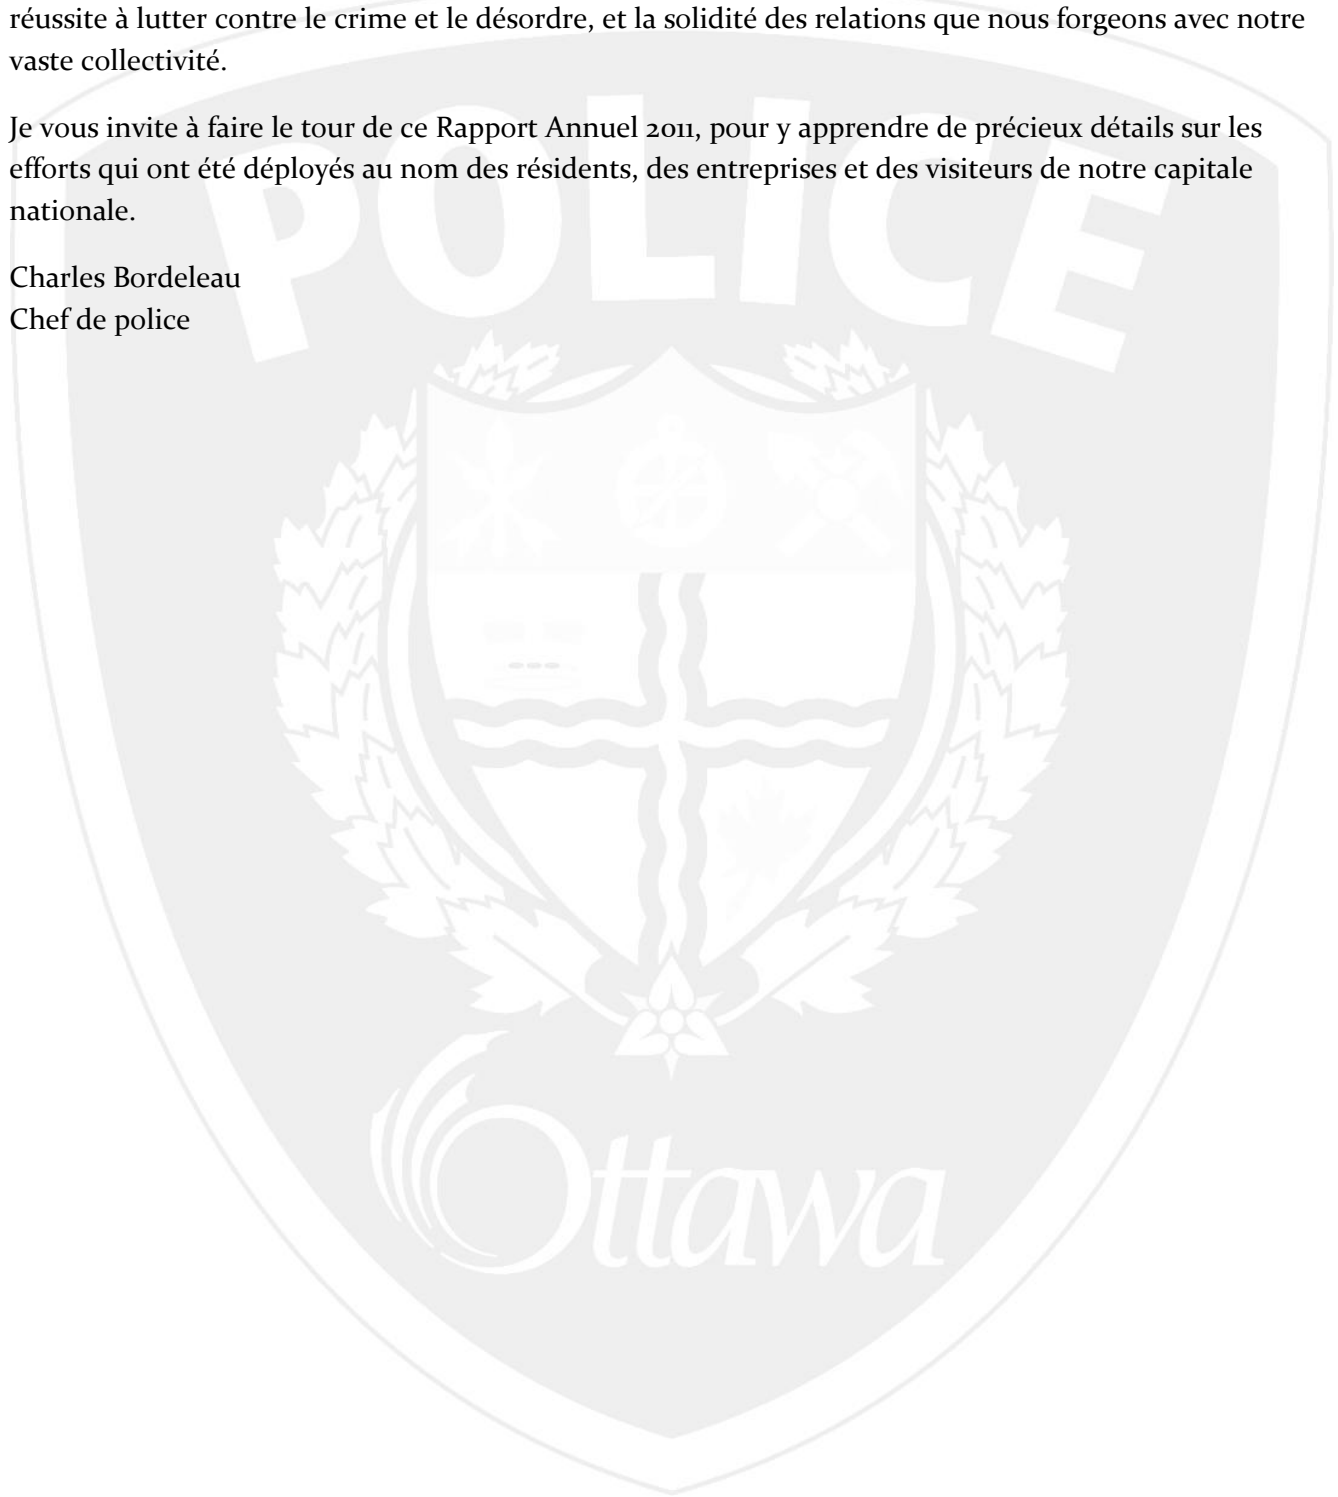 réussite à lutter contre le crime et le désordre, et la solidité des relations que nous forgeons avec notre
vaste collectivité.
Je vous invite à faire le tour de ce Rapport Annuel 2011, pour y apprendre de précieux détails sur les
efforts qui ont été déployés au nom des résidents, des entreprises et des visiteurs de notre capitale
nationale.
Charles Bordeleau
Chef de police
POLICE
Ottawa